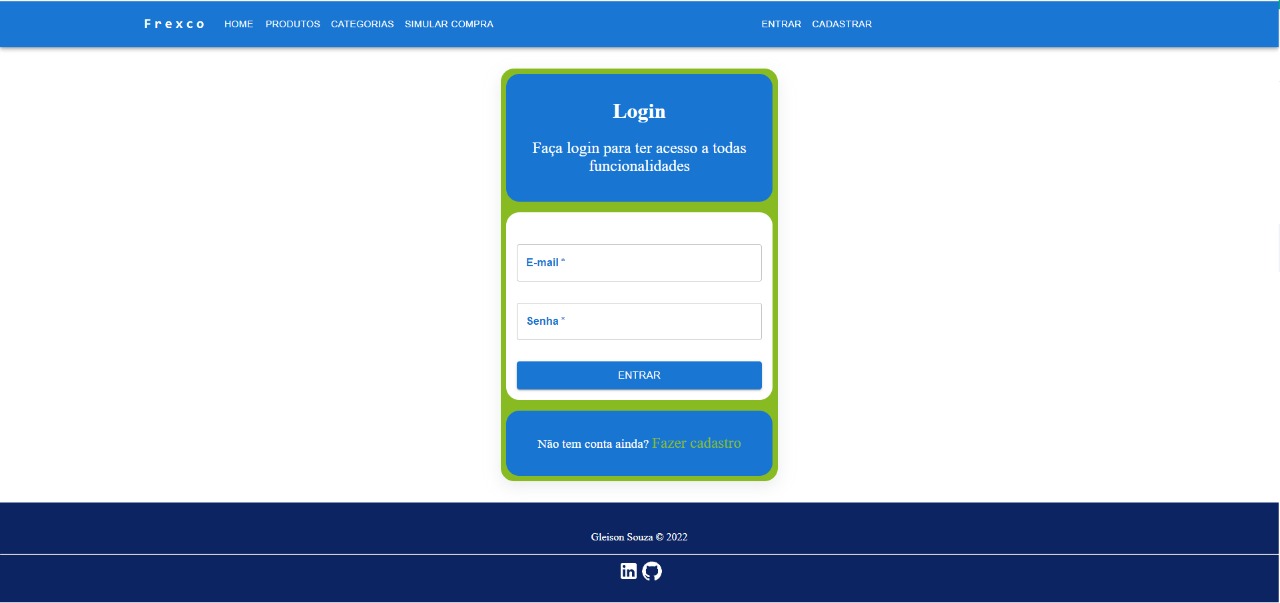 Frexco HOME PRODUTOS CATEGORIAS SIMULAR COMPRA ENTRAR CADASTRAR
Login
Faça login para ter acesso a todas
funcionalidades
E-mail *
Senha *
ENTRAR
Não tem conta ainda? Fazer cadastro
Gleison Souza © 2022
in